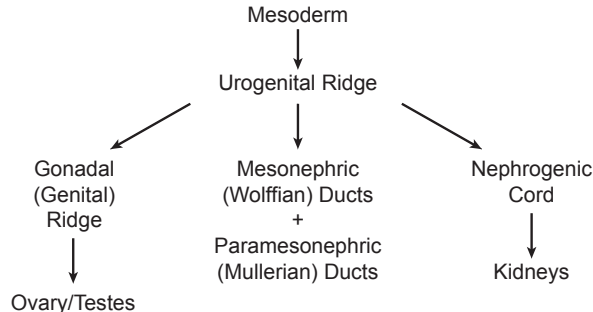 Mesoderm
Urogenital Ridge
Gonadal
(Genital)
Ridge
Ovary/Testes
Mesonephric
(Wolffian) Ducts
+
Paramesonephric
(Mullerian) Ducts
Nephrogenic
Cord
Kidneys